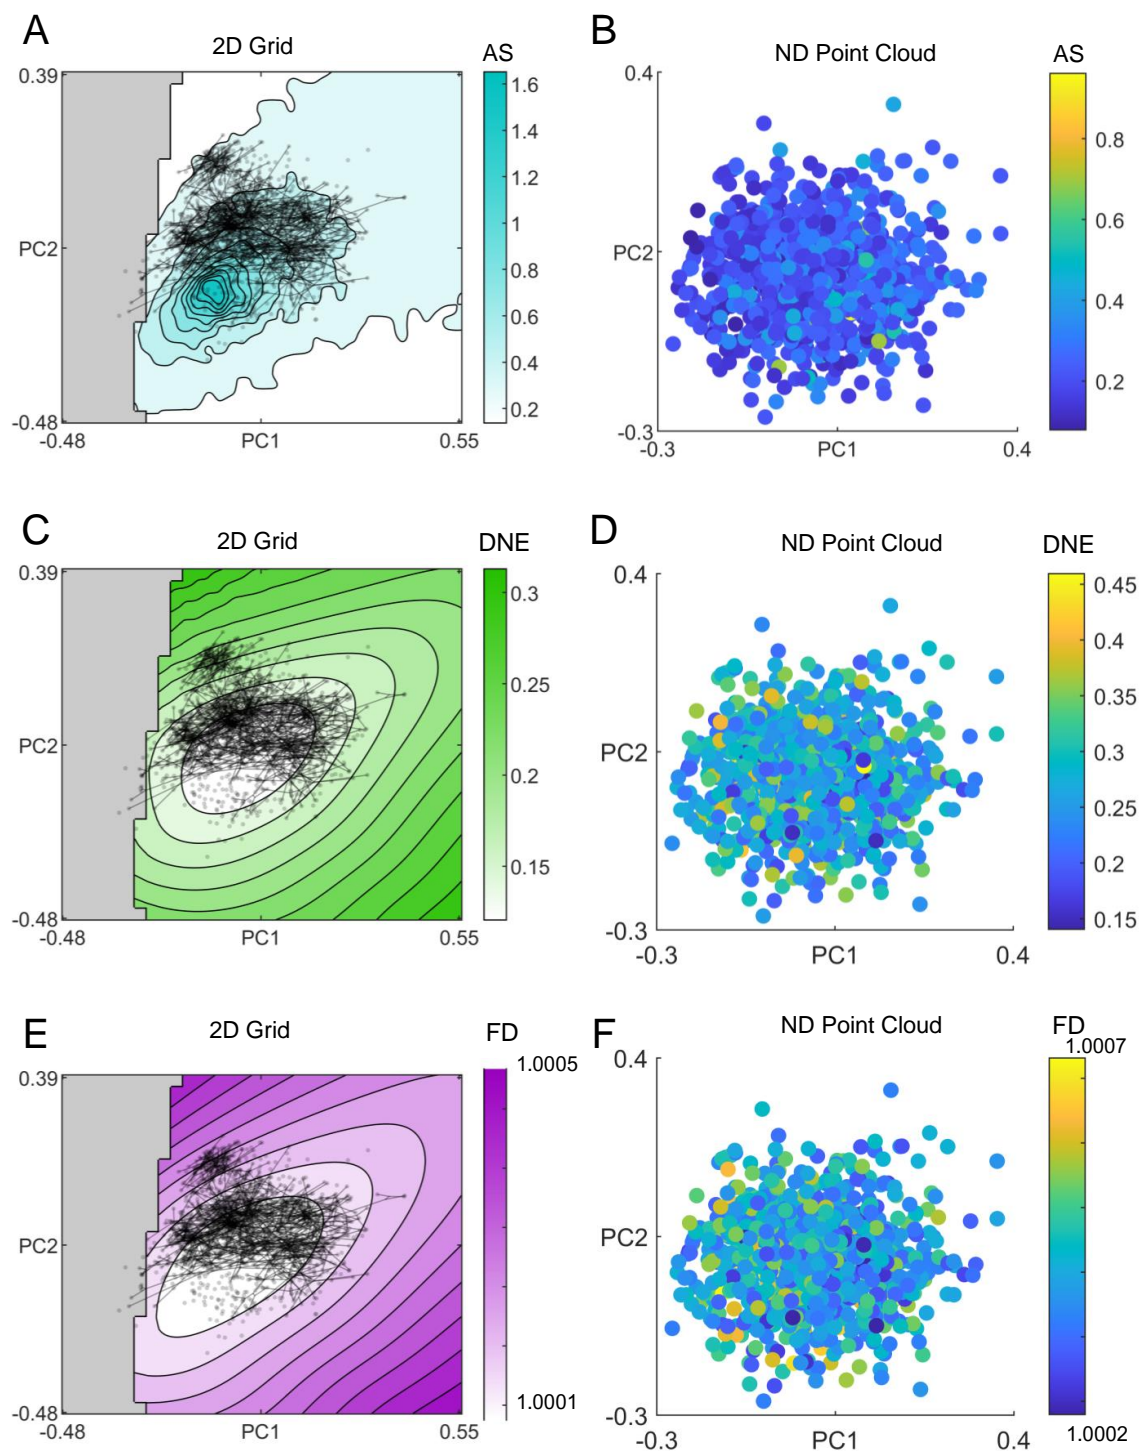 A
2D Grid
AS
0.39
PC2
-0.48
-0.48
PC1
0.55
1.6
1.4
1.2
1
0.8
0.6
0.4
0.2
B
ND Point Cloud
AS
0.4
PC2
-0.3
-0.3
PC1
0.4
0.8
0.6
0.4
0.2
C
2D Grid
DNE
0.39
PC2
-0.48
-0.48
PC1
0.55
0.3
0.25
0.2
0.15
D
ND Point Cloud
DNE
0.4
PC2
-0.3
-0.3
PC1
0.4
0.45
0.4
0.35
0.3
0.25
0.2
0.15
E
2D Grid
FD
0.39
PC2
-0.48
-0.48
PC1
0.55
1.0005
1.0001
F
ND Point Cloud
FD
1.0007
0.4
PC2
-0.3
-0.3
PC1
0.4
1.0002